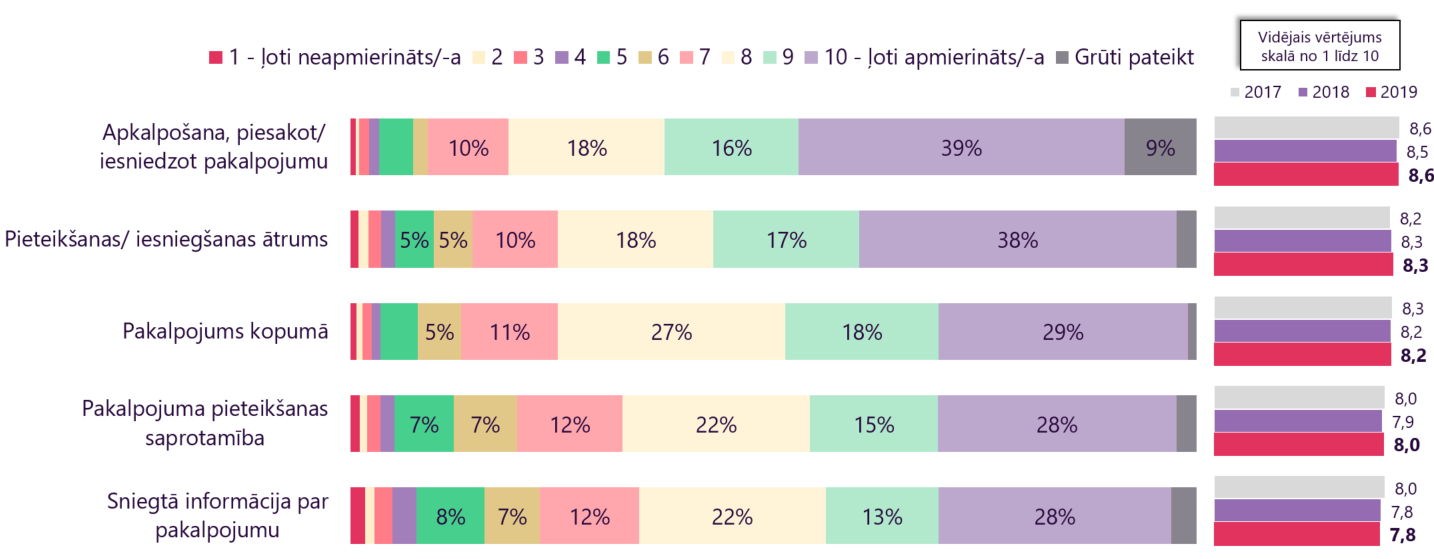 Vidējais vērtējums
skalā no 1 līdz 10
1 - ļoti neapmierināts/-a 2 3 4 5 6 7 8 9 10 - ļoti apmierināts/-a Grūti pateikt
2017 2018 2019
Apkalpošana, piesakot/
iesniedzot pakalpojumu
10% 18% 16% 39% 9%
8,6
8,5
8,6
Pieteikšanas/ iesniegšanas ātrums
5% 5% 10% 18% 17% 38%
8,2
8,3
8,3
Pakalpojums kopumā
5% 11% 27% 18% 29%
8,3
8,2
8,2
Pakalpojuma pieteikšanas
saprotamība
7% 7% 12% 22% 15% 28%
8,0
7,9
8,0
Sniegtā informācija par
pakalpojumu
8% 7% 12% 22% 13% 28%
8,0
7,8
7,8